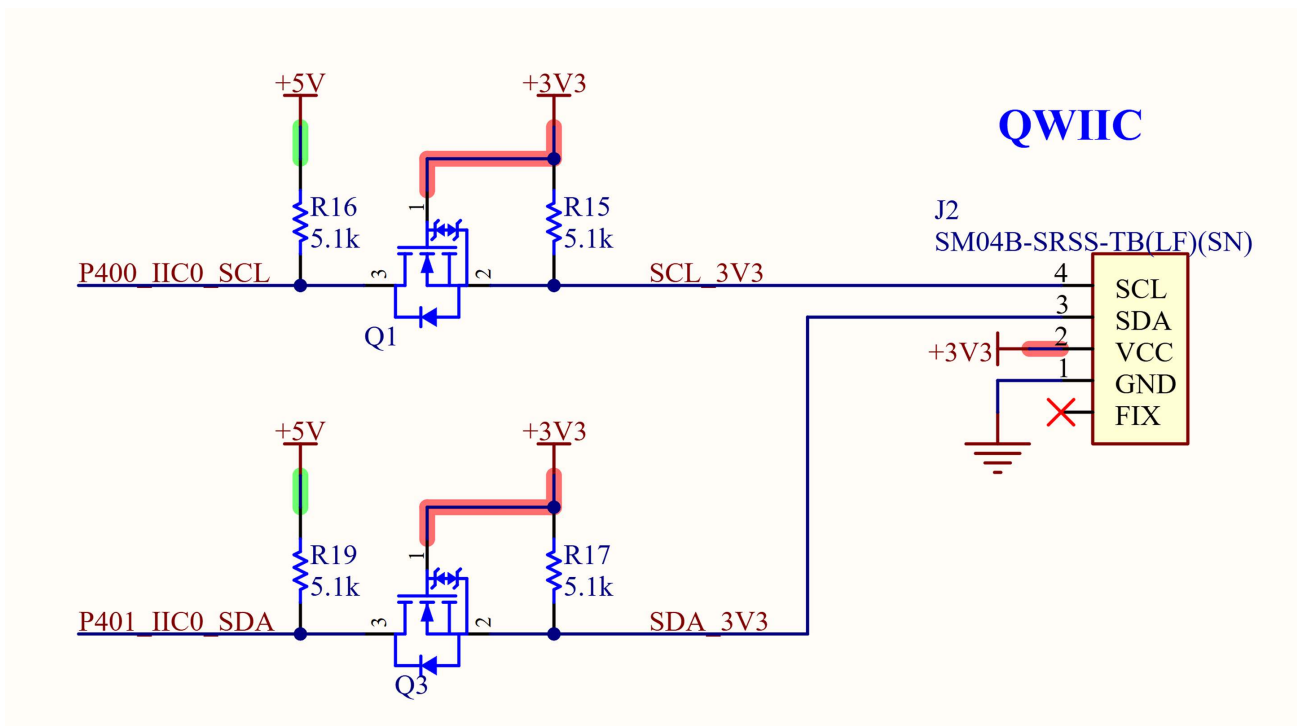 +5V
+3V3
QWIIC
1
R16
5.1k
R15
5.1k
J2
SM04B-SRSS-TB(LF)(SN)
P400_IIC0_SCL
3
2
SCL_3V3
4
SCL
3
SDA
Q1
+3V3
2
VCC
1
GND
FIX
+5V
+3V3
1
R19
5.1k
R17
5.1k
P401_IIC0_SDA
3
2
SDA_3V3
Q3